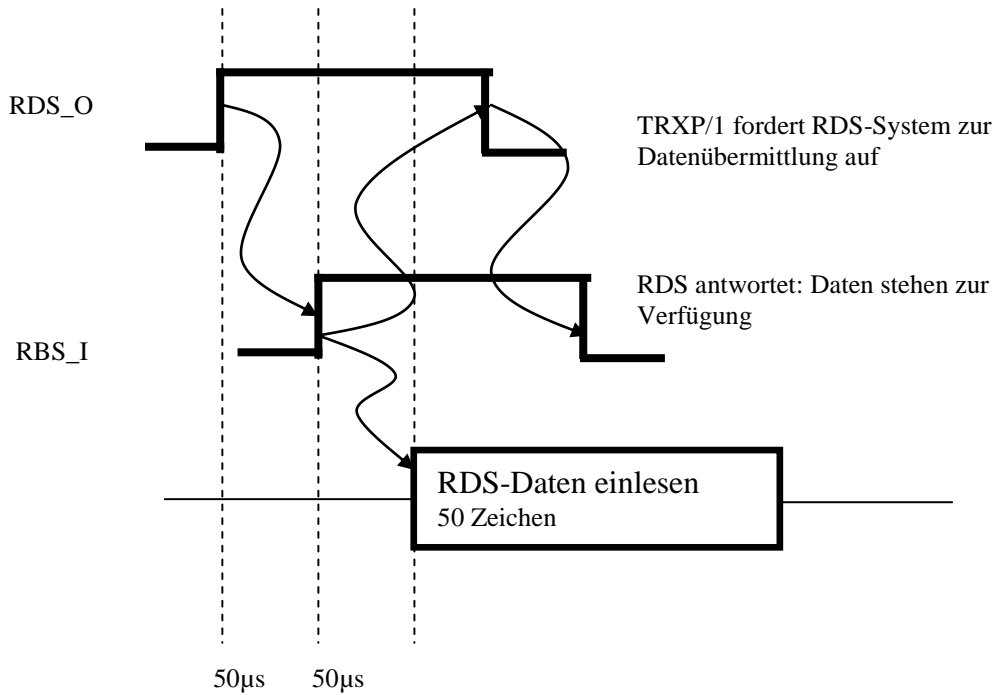 RDS_O
TRXP/1 fordert RDS-System zur
Datenübermittlung auf
RDS antwortet: Daten stehen zur
Verfügung
RBS_I
RDS-Daten einlesen
50 Zeichen
50µs 50µs